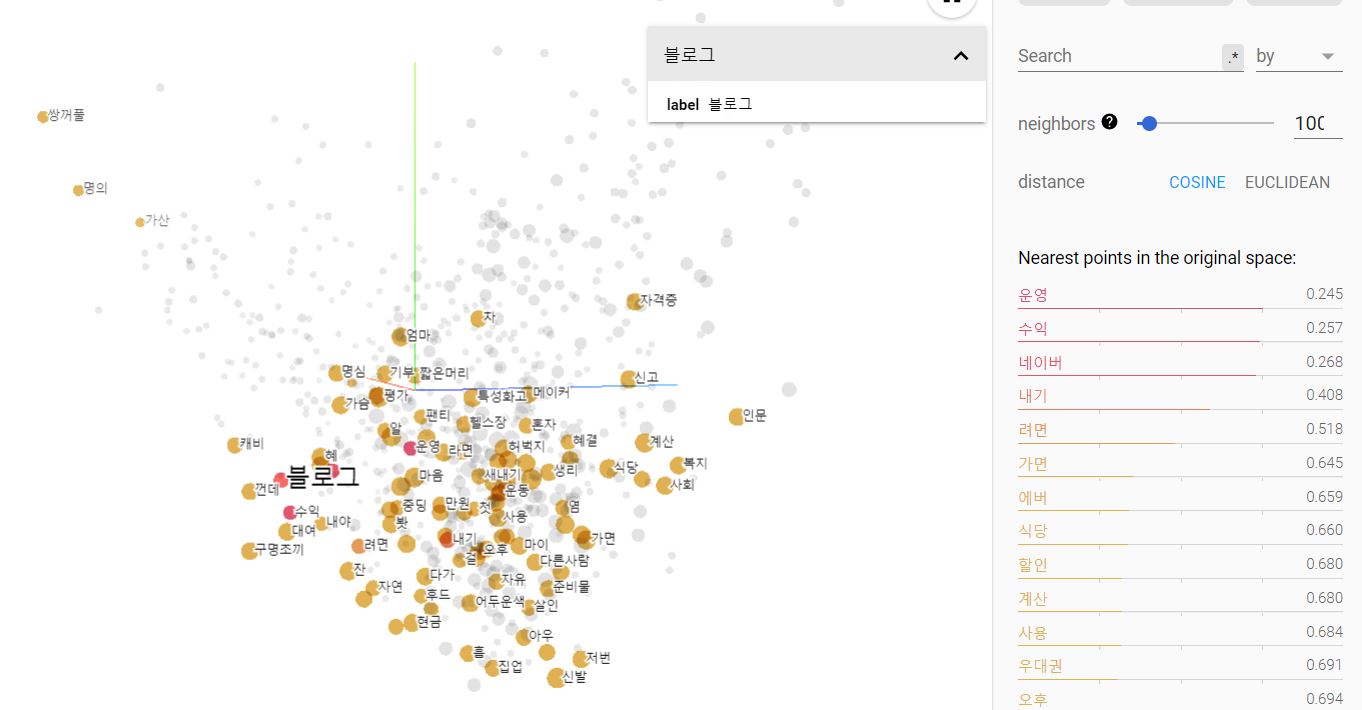 블로그
label 블로그
쌍꺼풀
명의
가산
자격증
차
엄마
명심
기부
짧은머리
신고
평가
특성화고
메이커
가슴
팬티
헬스장
혼자
인문
알
캐비
운영
라면
허벅지
혜결
계산
혜
블로그
마음
새내기
생리
식당
복지
껀데
운동
사회
수익
내야
중딩
만원
첫
사용
염
대여
봣
구명조끼
려면
내기
오후
마이
가면
걸
다른사람
잔
자연
다가
자유
준비물
후드
어두운색
살인
현금
아우
홀
집업
저번
신발
Search .* by
neighbors ? 100
distance COSINE EUCLIDEAN
Nearest points in the original space:
운영 0.245
수익 0.257
네이버 0.268
내기 0.408
려면 0.518
가면 0.645
에버 0.659
식당 0.660
할인 0.680
계산 0.680
사용 0.684
우대권 0.691
오후 0.694